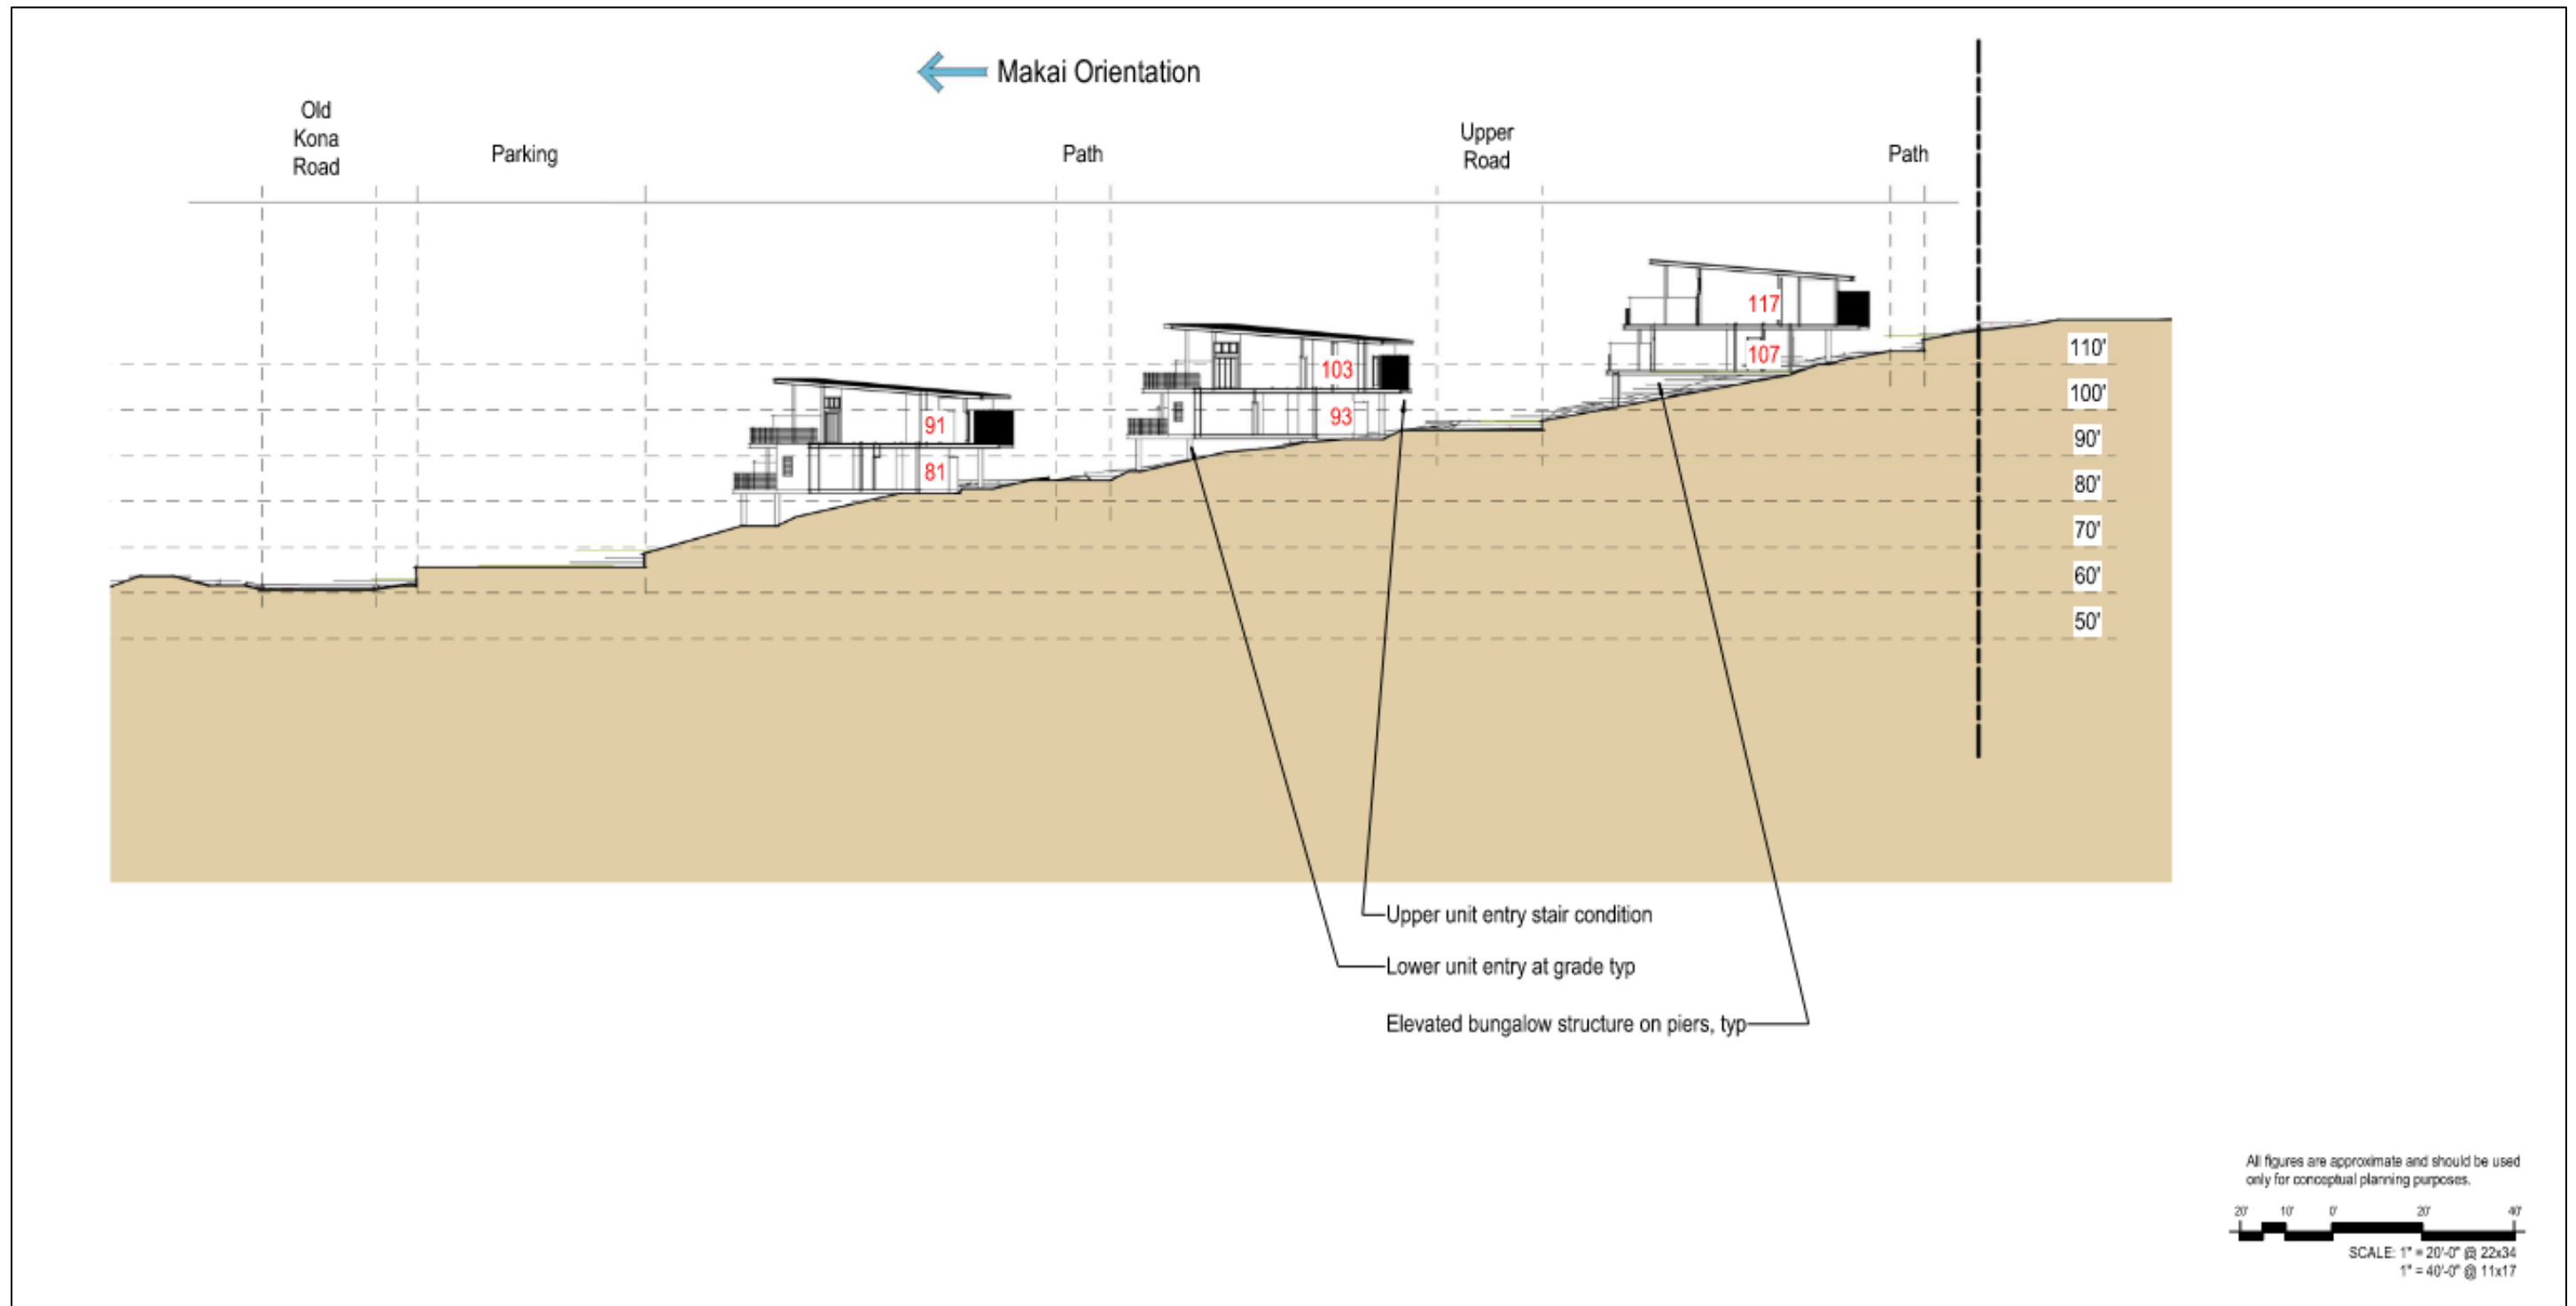 Makai Orientation
Old
Kona
Road
Parking
Path
Upper
Road
Path
117
107
103
93
91
81
110'
100'
90'
80'
70'
60'
50'
Upper unit entry stair condition
Lower unit entry at grade typ
Elevated bungalow structure on piers, typ
All figures are approximate and should be used
only for conceptual planning purposes.
20' 10' 0' 20' 40'
SCALE: 1" = 20'-0" @ 22x34
1" = 40'-0" @ 11x17